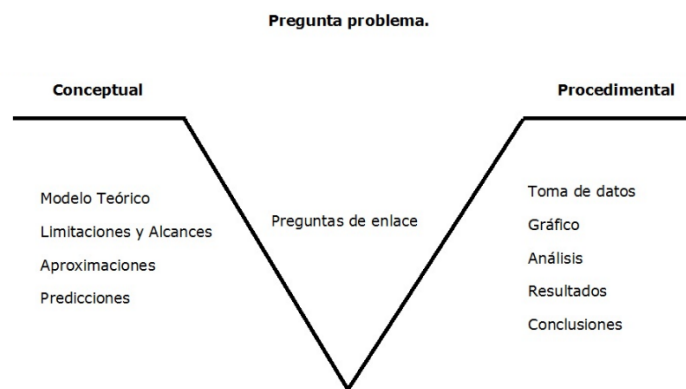 Pregunta problema.
Conceptual
Procedimental
Modelo Teórico
Limitaciones y Alcances
Aproximaciones
Predicciones
Preguntas de enlace
Toma de datos
Gráfico
Análisis
Resultados
Conclusiones